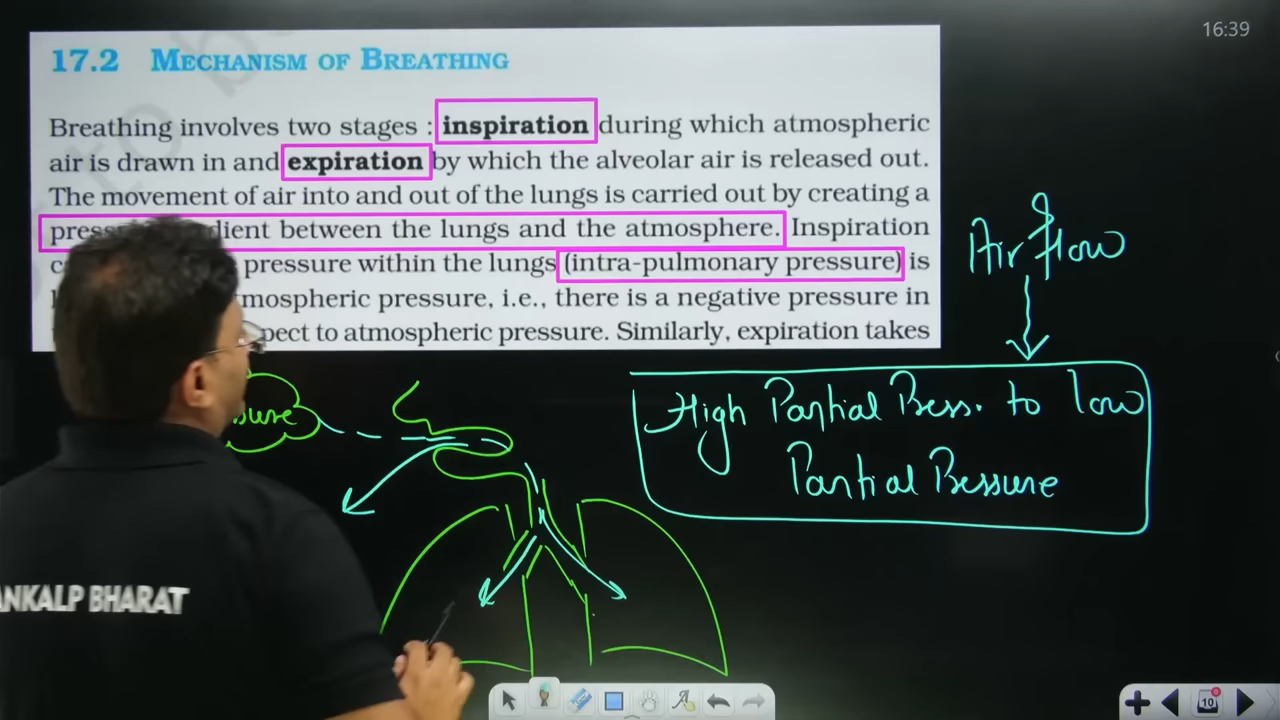 16:39
17.2 MECHANISM OF BREATHING
Breathing involves two stages : inspiration during which atmospheric
air is drawn in and expiration by which the alveolar air is released out.
The movement of air into and out of the lungs is carried out by creating a
dient between the lungs and the atmosphere. Inspiration
pressure within the lungs (intra-pulmonary pressure) is
mospheric pressure, i.e., there is a negative pressure in
pect to atmospheric pressure. Similarly, expiration takes
Air flow
High Partial Press. to low
Partial Pressure
sure
ANKALP BHARAT
10